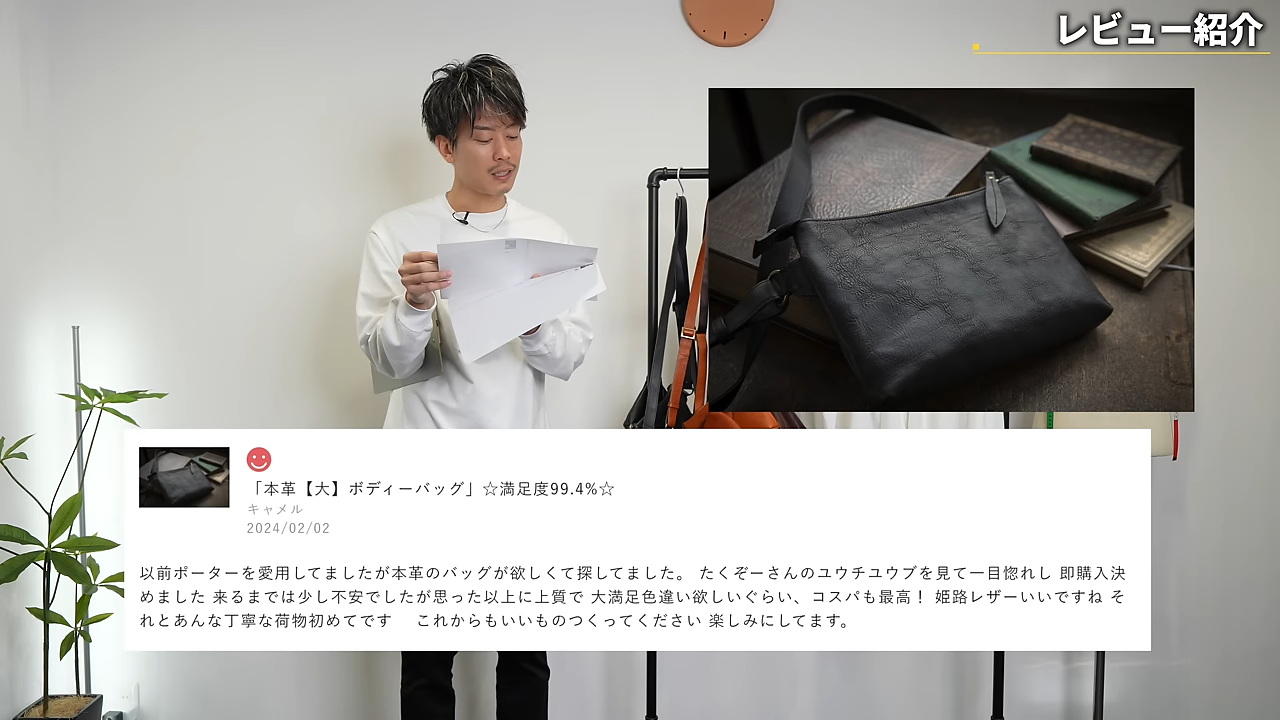 レビュー紹介
「本革【大】ボディーバッグ」☆満足度99.4%☆
キャメル
2024/02/02
以前ポーターを愛用してましたが本革のバッグが欲しくて探してました。 たくぞーさんのユウチユウブを見て一目惚れし 即購入決
めました 来るまでは少し不安でしたが思った以上に上質で 大満足色違い欲しいぐらい、コスパも最高！ 姫路レザーいいですね そ
れとあんな丁寧な荷物初めてです　 これからもいいものつくってください 楽しみにしてます。